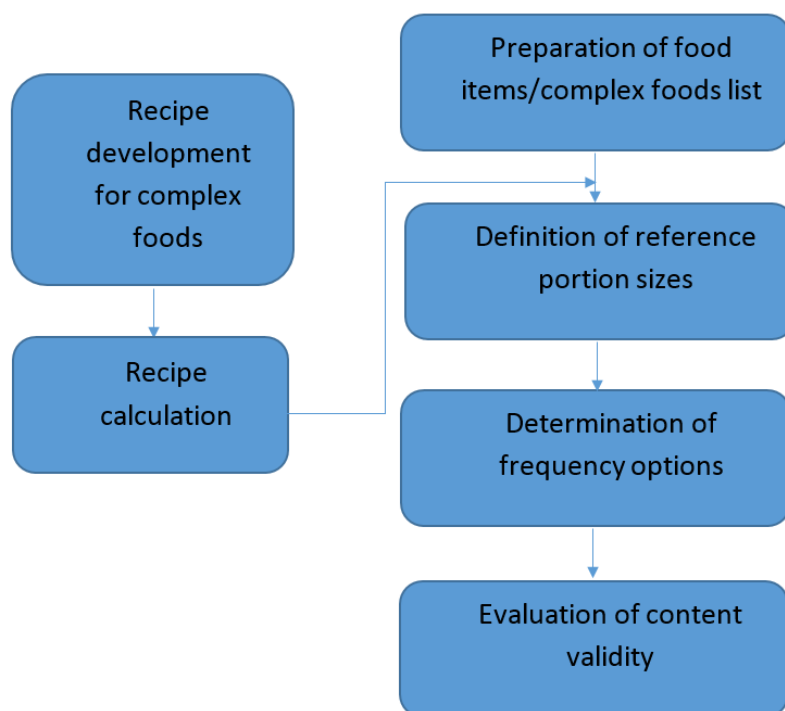 Recipe
development
for complex
foods
Recipe
calculation
Preparation of food
items/complex foods list
Definition of reference
portion sizes
Determination of
frequency options
Evaluation of content
validity